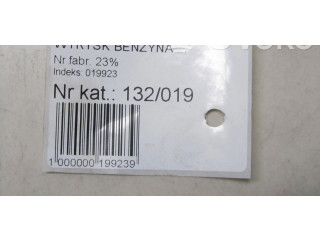 WTRYSK BENZYNA
Nr fabr. 23%
Indeks: 019923
Nr kat.: 132/019
1 000000 199239